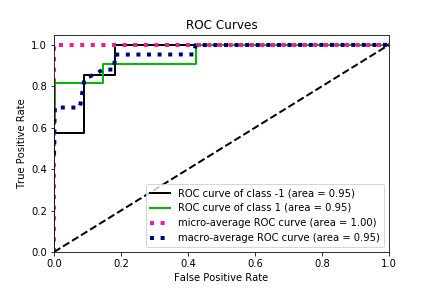 ROC Curves
True Positive Rate
1.0
0.8
0.6
0.4
0.2
0.0
ROC curve of class -1 (area = 0.95)
ROC curve of class 1 (area = 0.95)
micro-average ROC curve (area = 1.00)
macro-average ROC curve (area = 0.95)
0.0 0.2 0.4 0.6 0.8 1.0
False Positive Rate